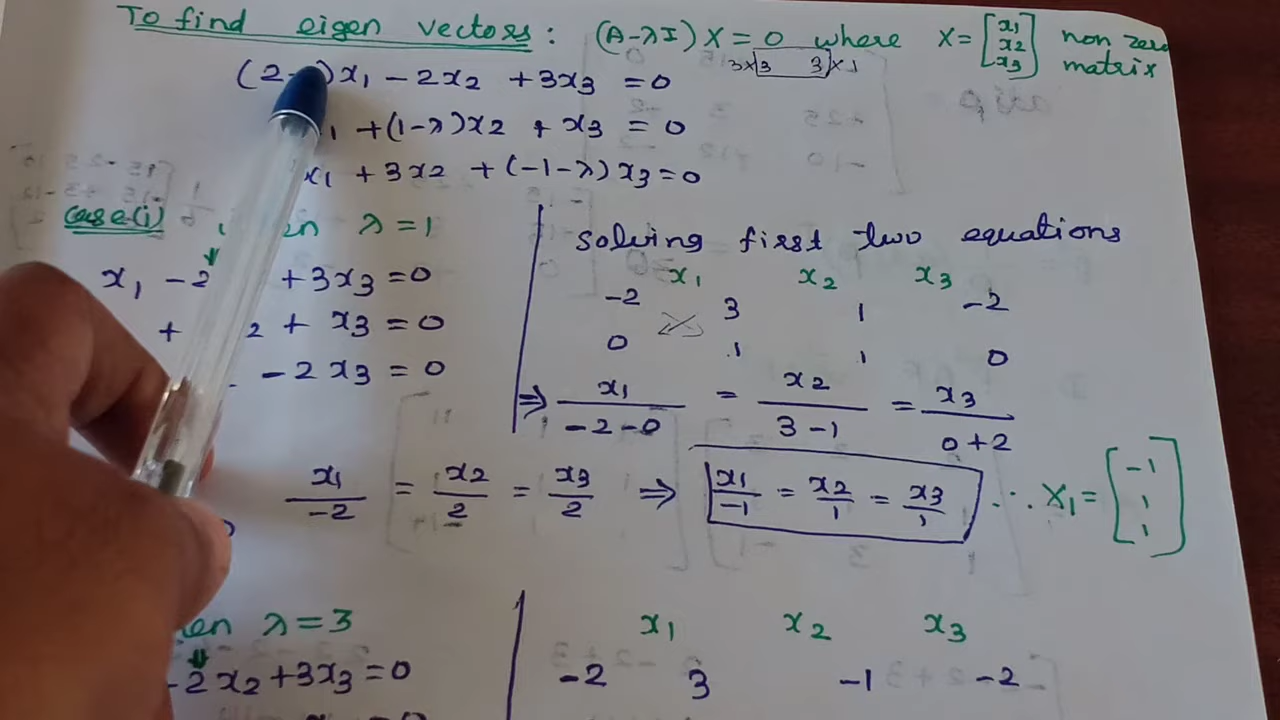 To find eigen vectors : (A-λI) X = 0 where X = [x1 x2 x3] non zero matrix
3×3 3×1
(2- )x1 - 2x2 + 3x3 = 0
1 + (1-λ)x2 + x3 = 0
x1 + 3x2 + (-1-λ) x3 = 0
case(i) λ=1
x1 - 2 + 3x3 = 0
+ 2 + x3 = 0
- 2x3 = 0
solving first two equations
x1 x2 x3
-2 3 1 -2
0 1 1 0
⇒ x1/-2-0 = x2/3-1 = x3/0+2
x1/-2 = x2/2 = x3/2 ⇒ x1/-1 = x2/1 = x3/1 ∴ X1 = [-1 1 1]
λ=3
-2x2 + 3x3 = 0
x1 x2 x3
-2 3 -1 -2